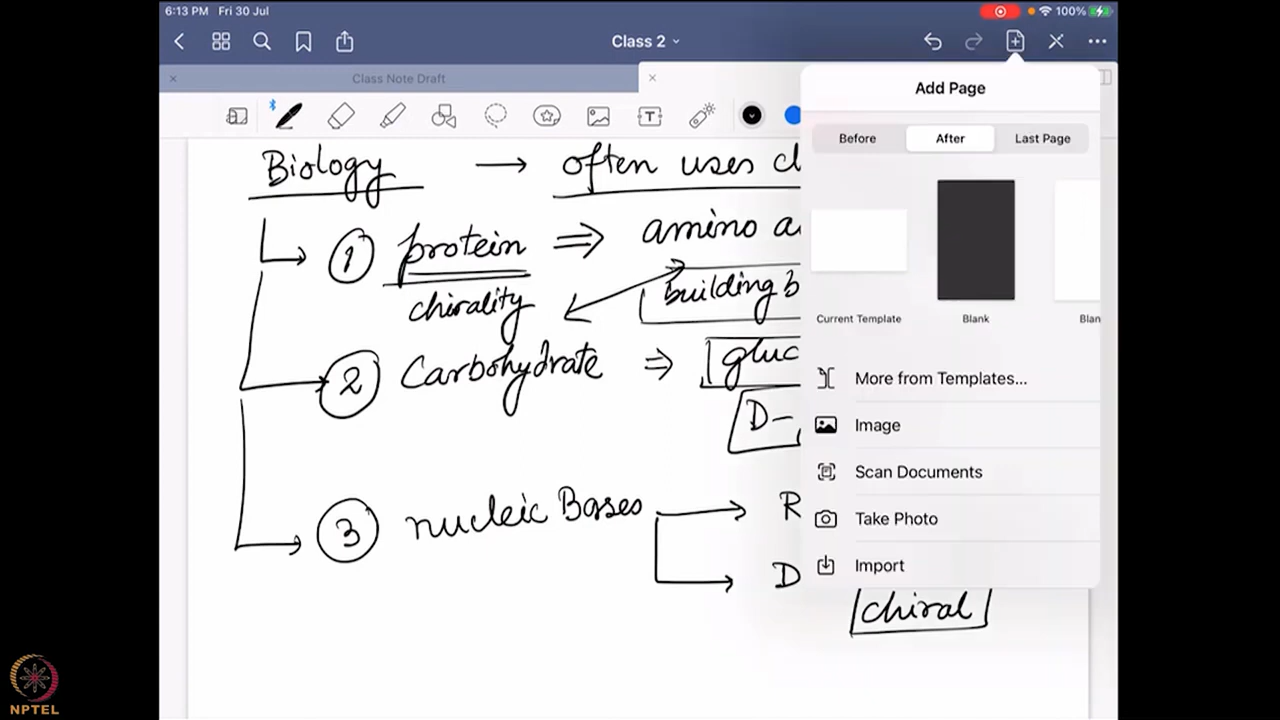 6:13 PM Fri 30 Jul 100%
Class 2
Class Note Draft
Add Page
Before After Last Page
Biology → often uses
① protein ⇒ amino
chirality building
② Carbohydrate ⇒ gluc
D-
③ nucleic Bases → R
→ D
chiral
Current Template Blank Blan
More from Templates...
Image
Scan Documents
Take Photo
Import
NPTEL